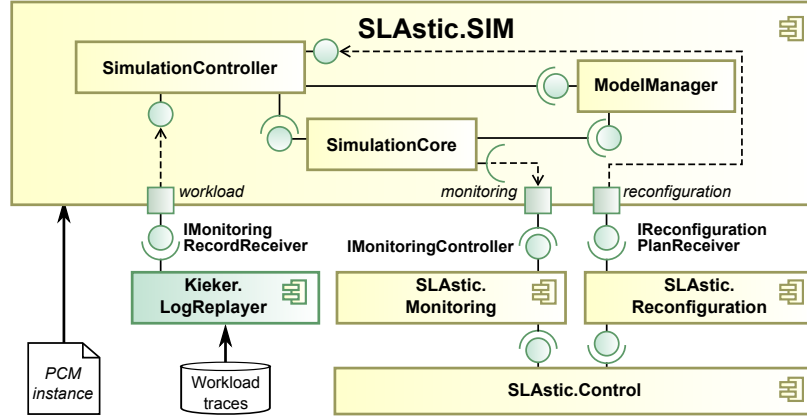 SLAstic.SIM
SimulationController
ModelManager
SimulationCore
workload
monitoring
reconfiguration
IMonitoring
RecordReceiver
IMonitoringController
IReconfiguration
PlanReceiver
Kieker.
LogReplayer
SLAstic.
Monitoring
SLAstic.
Reconfiguration
PCM
instance
Workload
traces
SLAstic.Control